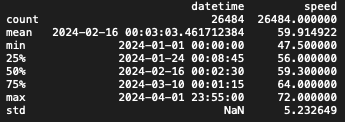 datetime speed
count 26484 26484.000000
mean 2024-02-16 00:03:03.461712384 59.914922
min 2024-01-01 00:00:00 47.500000
25% 2024-01-24 00:08:45 56.000000
50% 2024-02-16 00:02:30 59.300000
75% 2024-03-10 00:01:15 64.000000
max 2024-04-01 23:55:00 72.000000
std NaN 5.232649